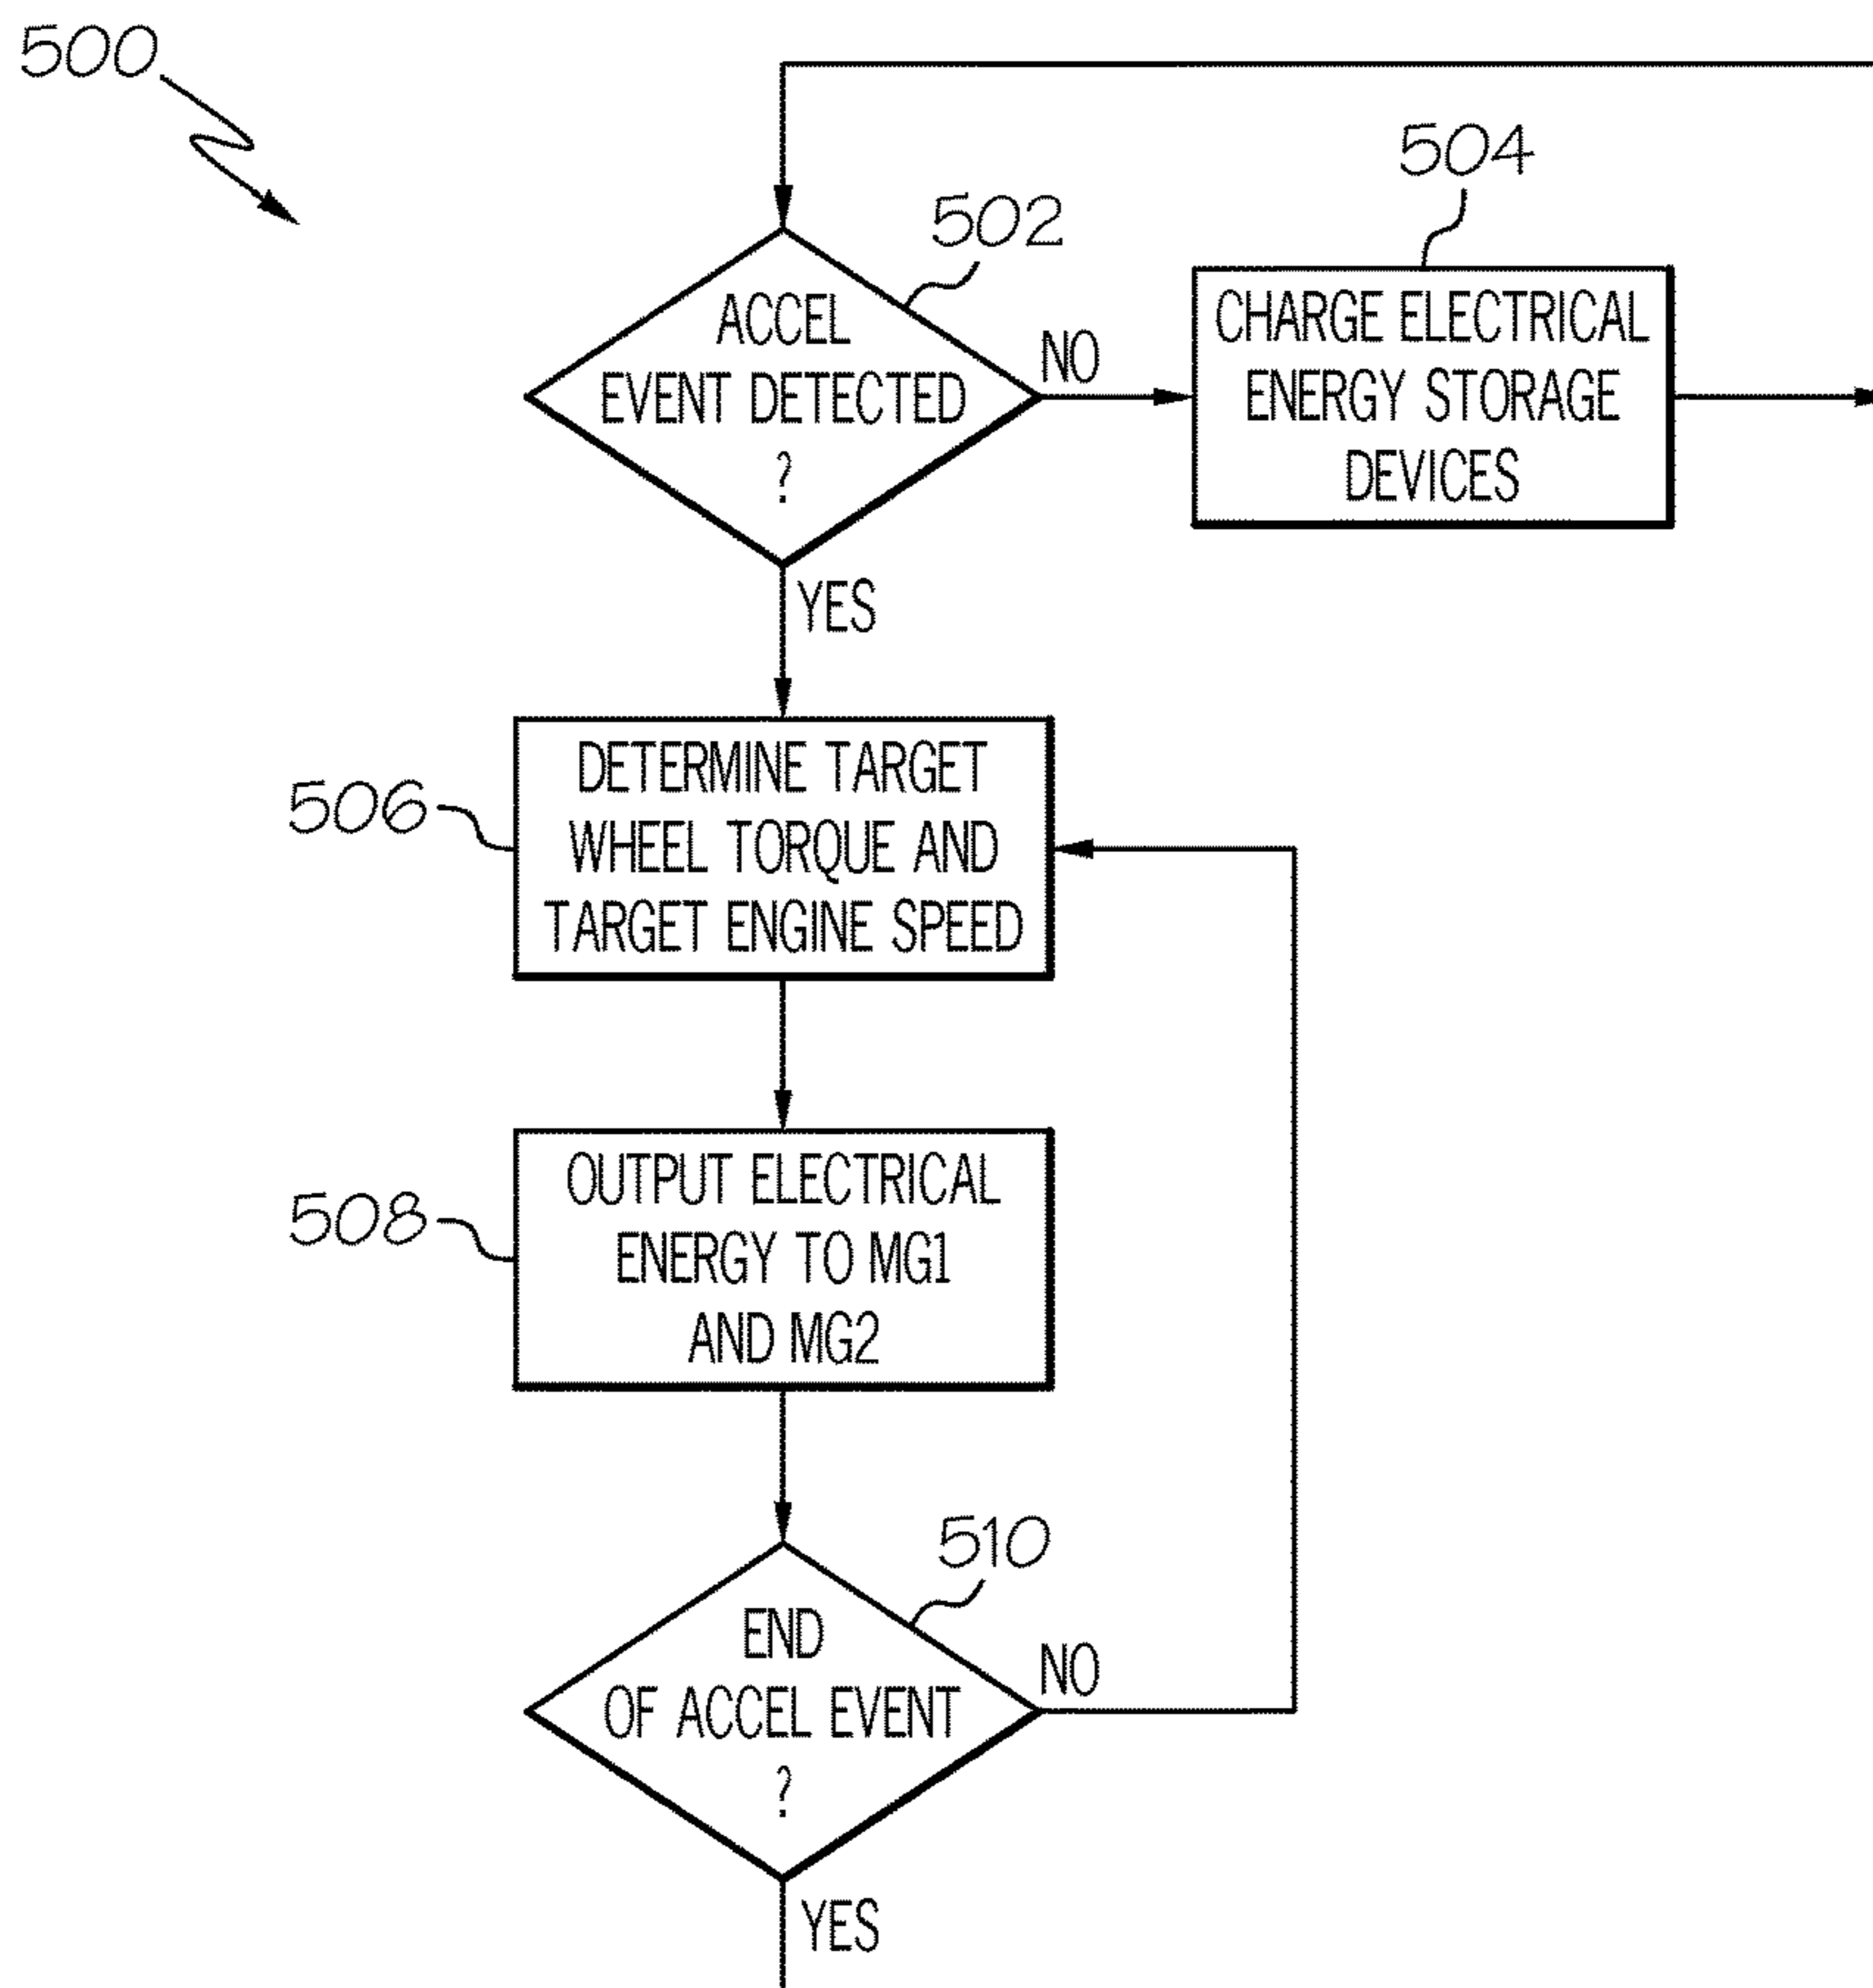 500
502
504
ACCEL
EVENT DETECTED
?
NO
CHARGE ELECTRICAL
ENERGY STORAGE
DEVICES
YES
506
DETERMINE TARGET
WHEEL TORQUE AND
TARGET ENGINE SPEED
508
OUTPUT ELECTRICAL
ENERGY TO MG1
AND MG2
510
END
OF ACCEL EVENT
?
NO
YES